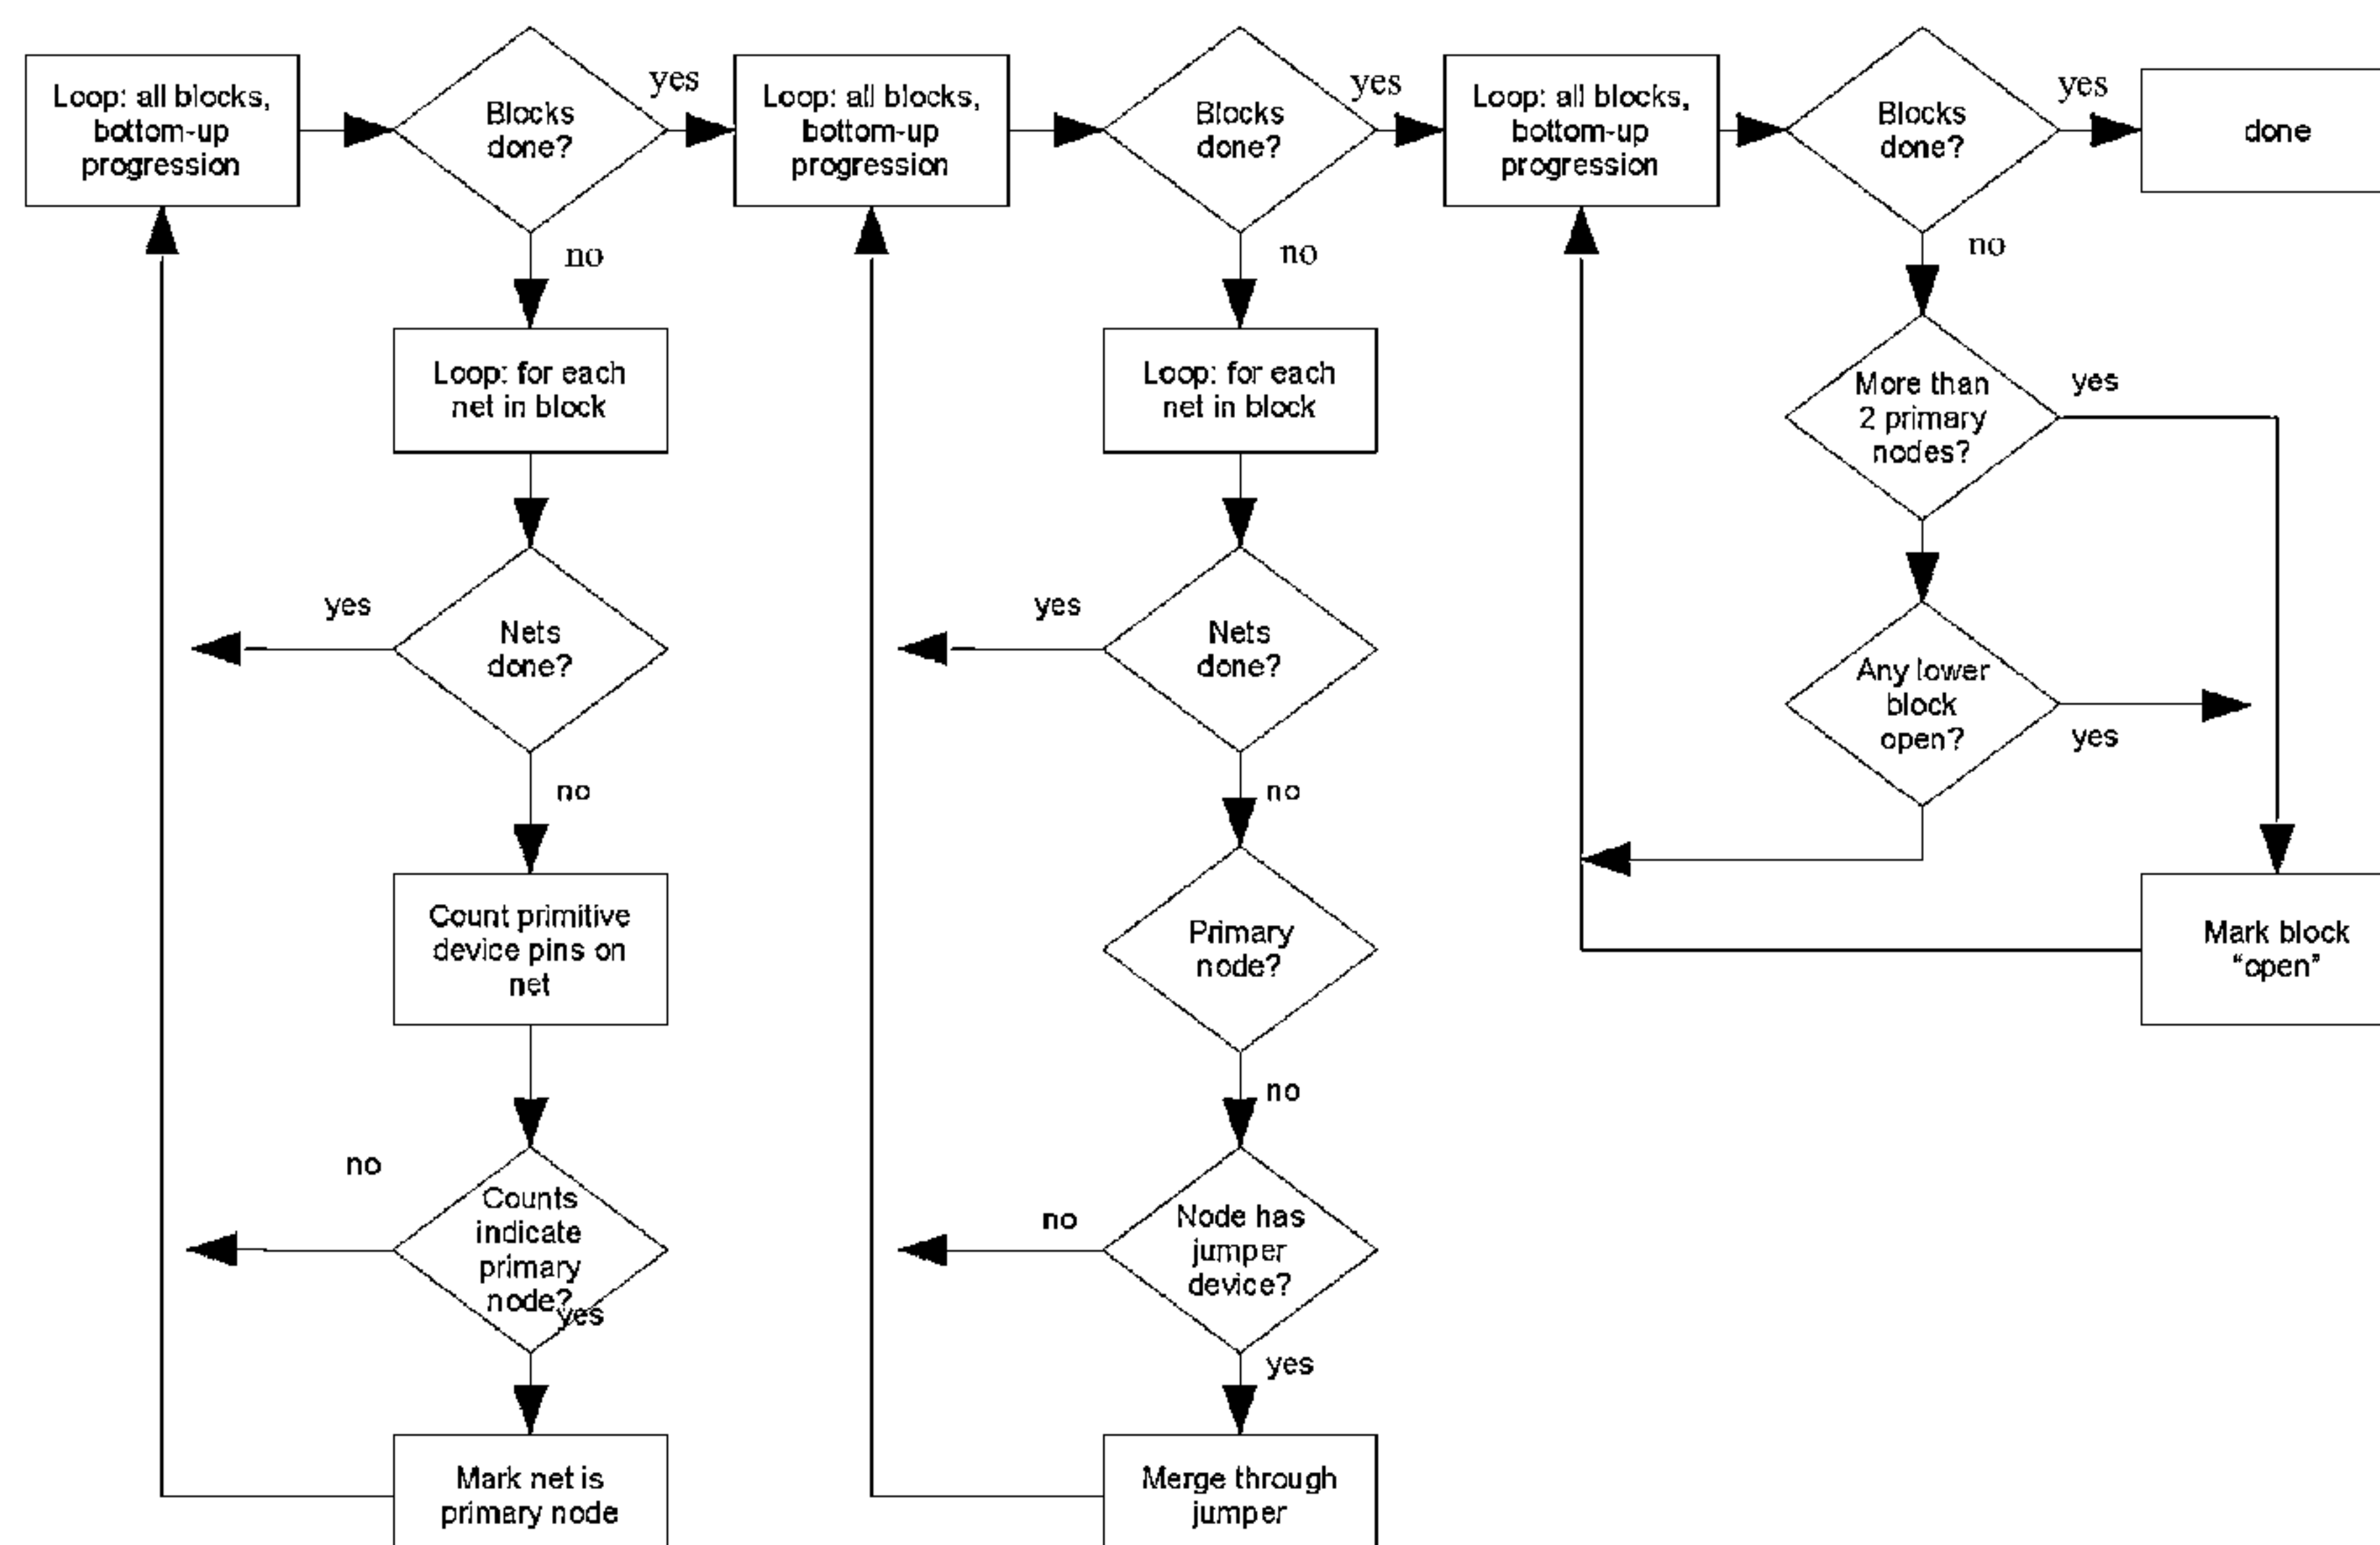 Loop: all blocks,
bottom-up
progression
Blocks
done?
yes
no
Loop: for each
net in block
Nets
done?
yes
no
Count primitive
device pins on
net
Counts
indicate
primary
node?
no
yes
Mark net is
primary node
Loop: all blocks,
bottom-up
progression
Blocks
done?
yes
no
Loop: for each
net in block
Nets
done?
yes
no
Primary
node?
no
Node has
jumper
device?
no
yes
Merge through
jumper
Loop: all blocks,
bottom-up
progression
Blocks
done?
yes
done
no
More than
2 primary
nodes?
yes
Any lower
block
open?
yes
Mark block
“open”